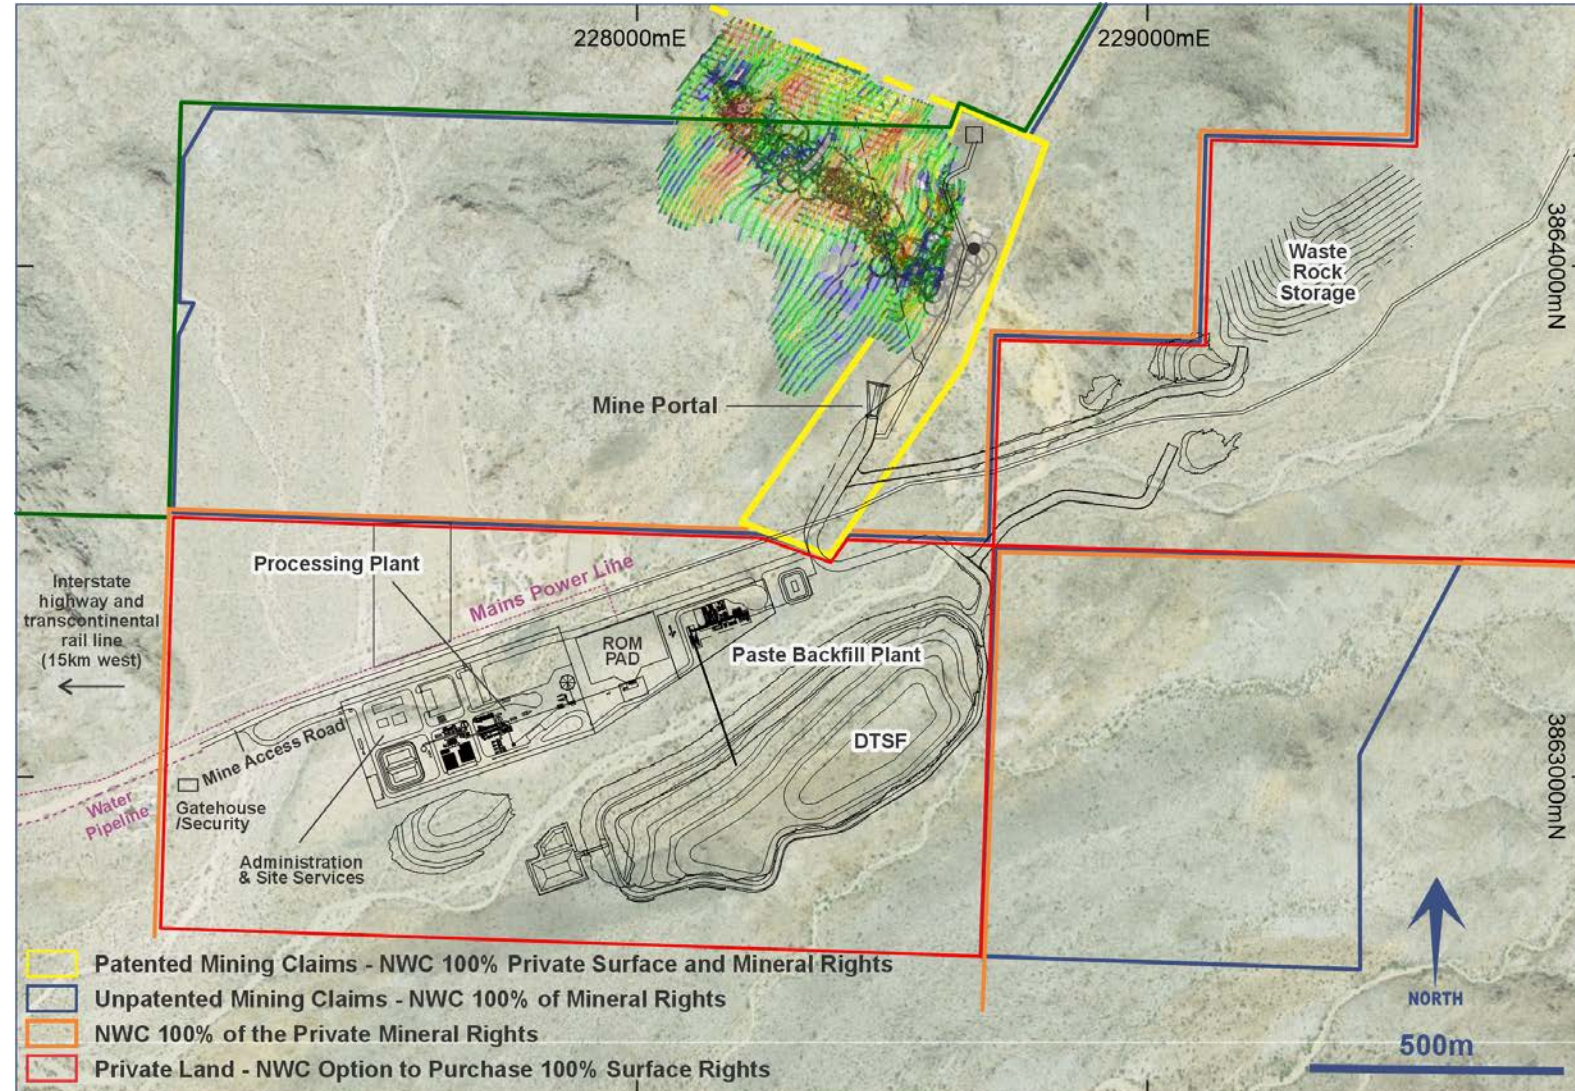 228000mE
229000mE
3864000mN
Waste
Rock
Storage
Mine Portal
Processing Plant
Mains Power Line
Interstate
highway and
transcontinental
rail line
(15km west)
ROM
PAD
Paste Backfill Plant
DTSF
3863000mN
Mine Access Road
Water
Pipeline
Gatehouse
/Security
Administration
& Site Services
Patented Mining Claims - NWC 100% Private Surface and Mineral Rights
Unpatented Mining Claims - NWC 100% of Mineral Rights
NWC 100% of the Private Mineral Rights
Private Land - NWC Option to Purchase 100% Surface Rights
NORTH
500m